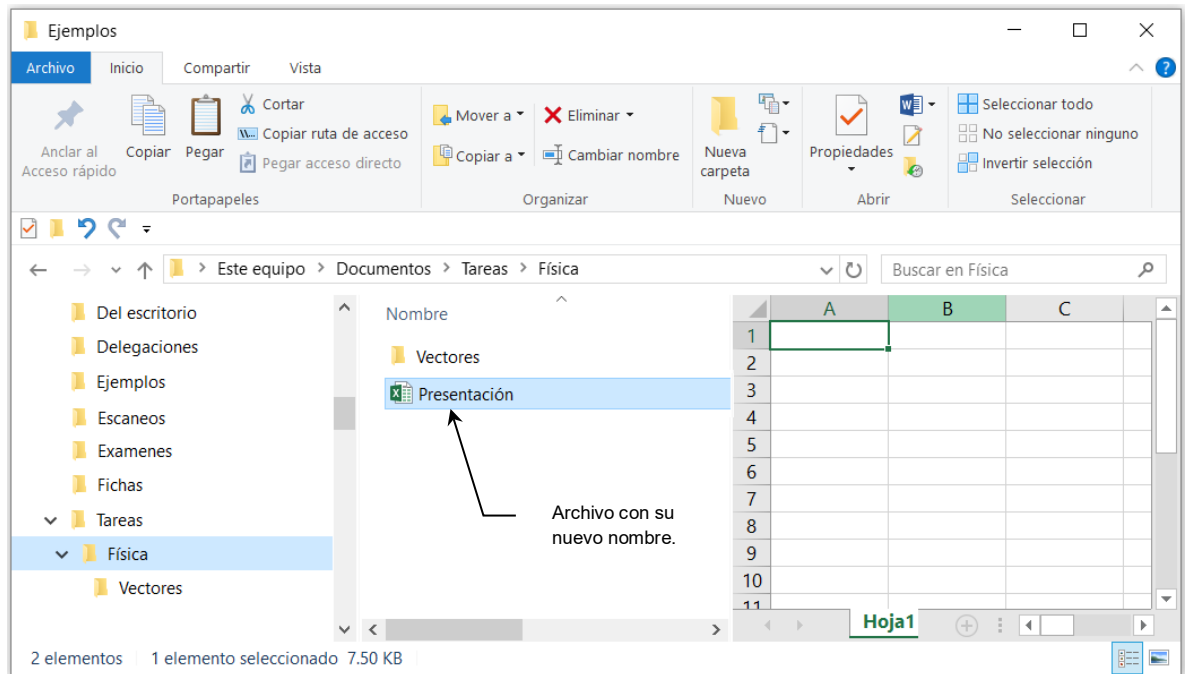 Ejemplos
Archivo Inicio Compartir Vista
?
Anclar al
Acceso rápido
Copiar
Pegar
Cortar
Copiar ruta de acceso
Pegar acceso directo
Portapapeles
Mover a
Copiar a
Eliminar
Cambiar nombre
Organizar
Nueva
carpeta
Nuevo
Propiedades
Abrir
Seleccionar todo
No seleccionar ninguno
Invertir selección
Seleccionar
Este equipo > Documentos > Tareas > Física
Buscar en Física
Del escritorio
Delegaciones
Ejemplos
Escaneos
Examenes
Fichas
Tareas
Física
Vectores
Nombre
Vectores
Presentación
Archivo con su
nuevo nombre.
A B C
1
2
3
4
5
6
7
8
9
10
11
Hoja1
2 elementos 1 elemento seleccionado 7.50 KB